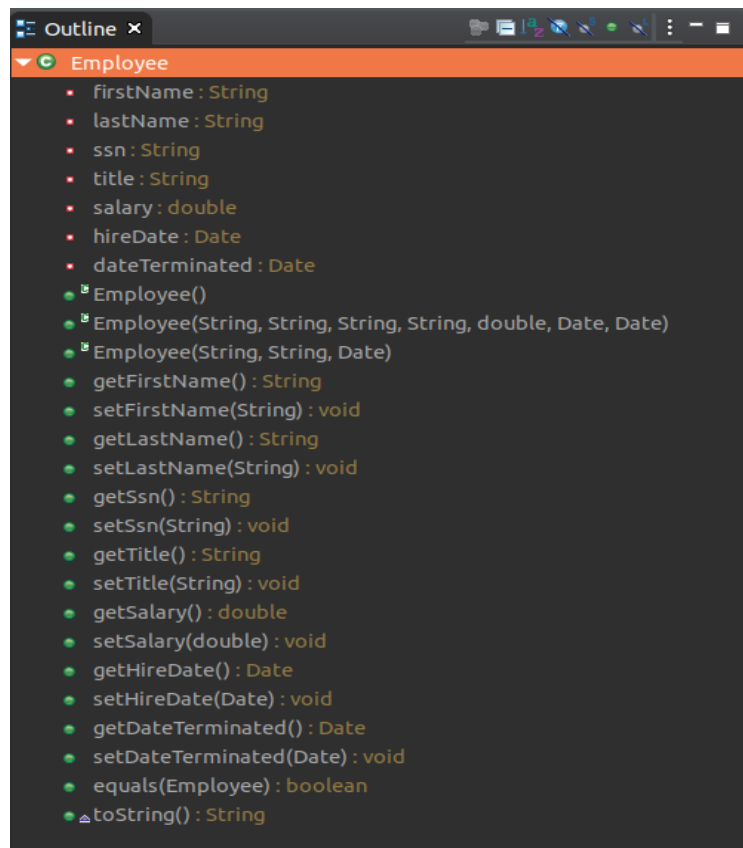 Outline
Employee
firstName : String
lastName : String
ssn : String
title : String
salary : double
hireDate : Date
dateTerminated : Date
Employee()
Employee(String, String, String, String, double, Date, Date)
Employee(String, String, Date)
getFirstName() : String
setFirstName(String) : void
getLastName() : String
setLastName(String) : void
getSsn() : String
setSsn(String) : void
getTitle() : String
setTitle(String) : void
getSalary() : double
setSalary(double) : void
getHireDate() : Date
setHireDate(Date) : void
getDateTerminated() : Date
setDateTerminated(Date) : void
equals(Employee) : boolean
toString() : String